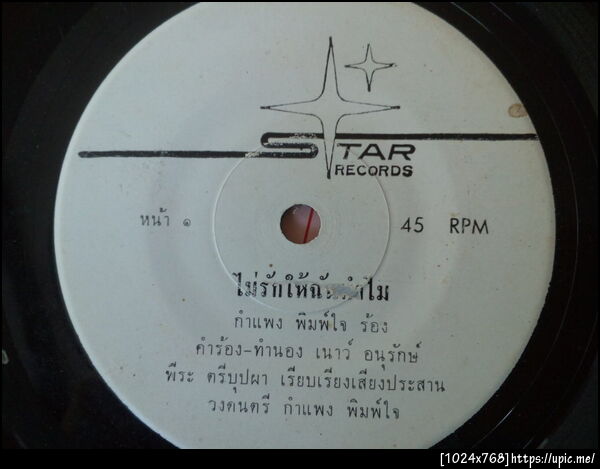 STAR
RECORDS
หน้า ๑
45 RPM
ไม่รักให้ฉันทำไม
กำแพง พิมพ์ใจ ร้อง
คำร้อง-ทำนอง เนาว์ อนุรักษ์
พีระ ตรีบุปผา เรียบเรียงเสียงประสาน
วงดนตรี กำแพง พิมพ์ใจ
[1024x768]https://upic.me/